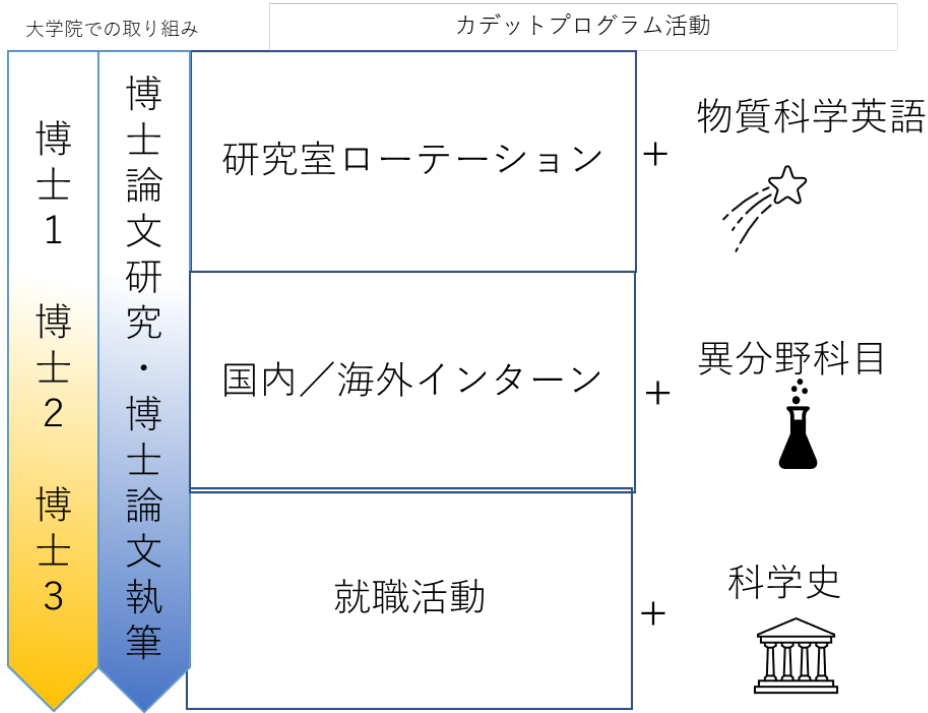 大学院での取り組み
カデットプログラム活動
博士1 博士2 博士3
博士論文研究・博士論文執筆
研究室ローテーション
+
物質科学英語
国内／海外インターン
+
異分野科目
就職活動
+
科学史